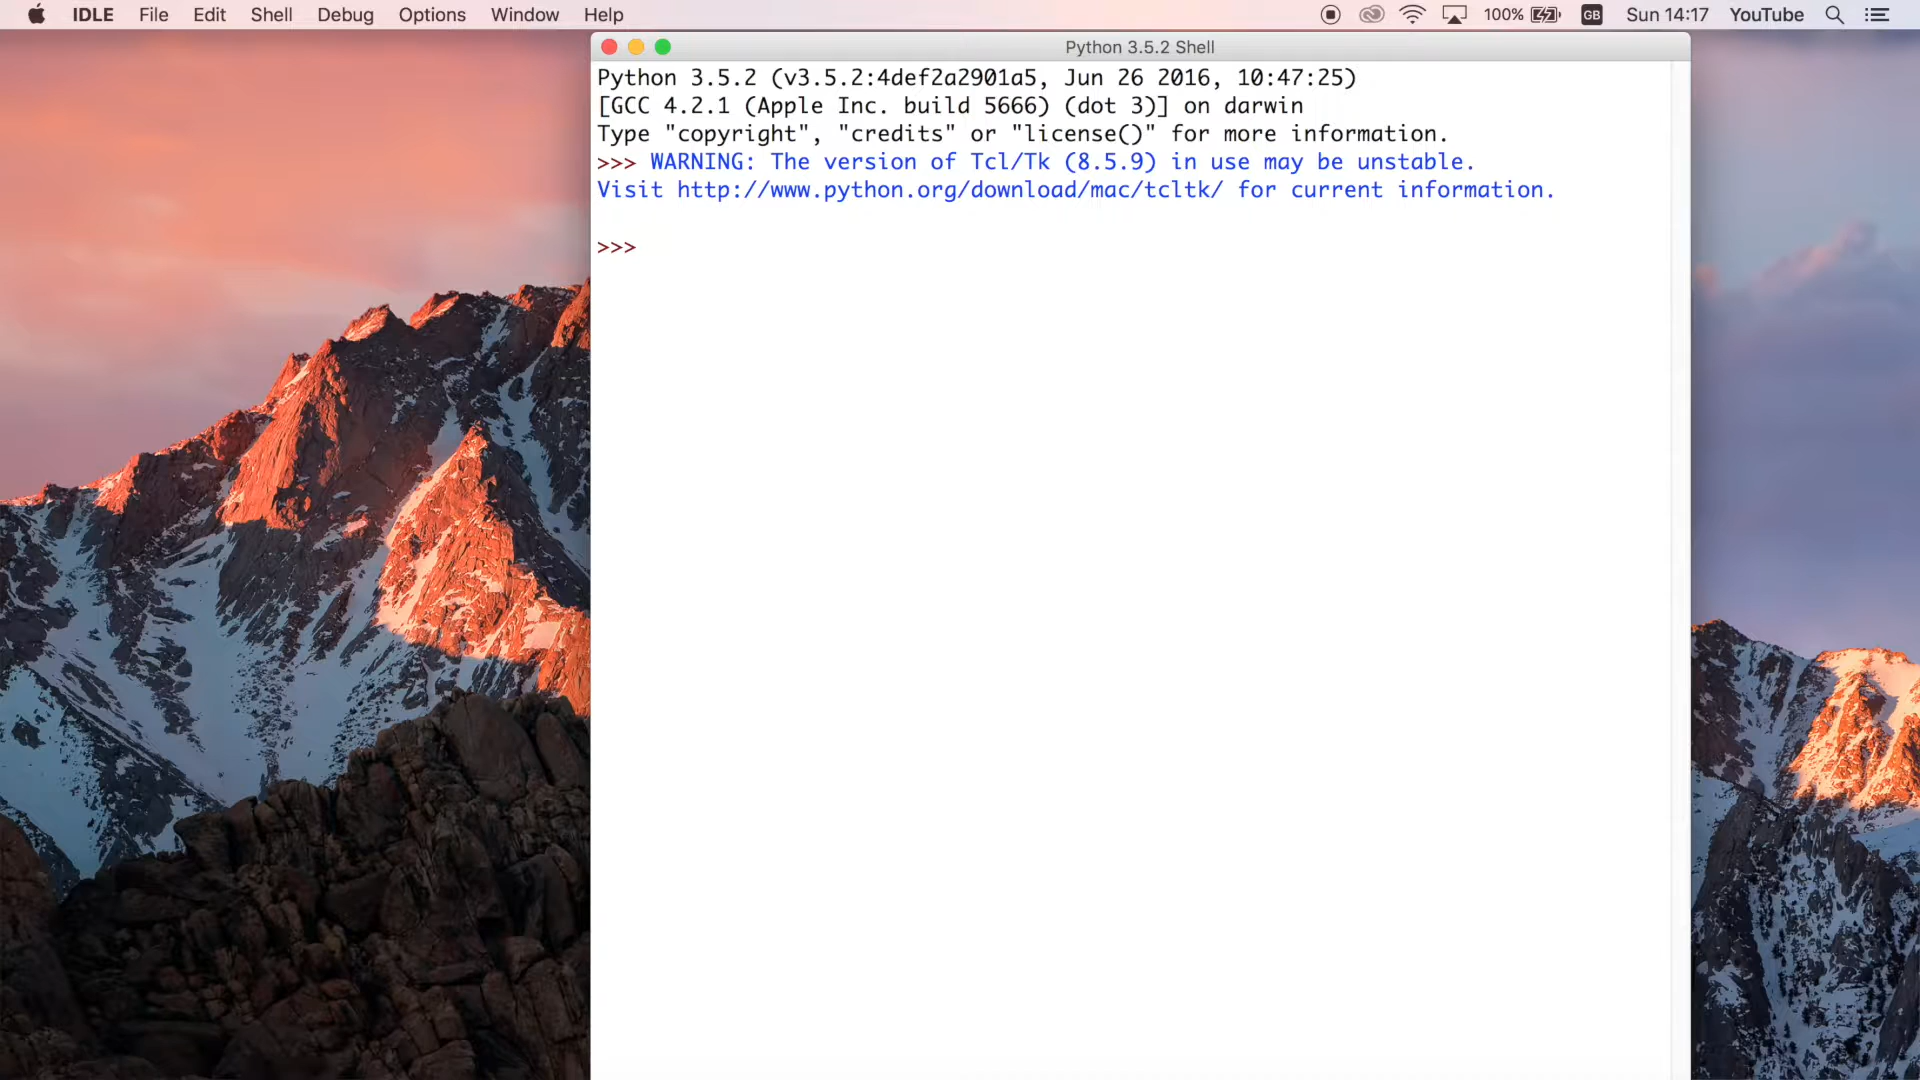 IDLE File Edit Shell Debug Options Window Help 100% GB Sun 14:17 YouTube
Python 3.5.2 Shell
Python 3.5.2 (v3.5.2:4def2a2901a5, Jun 26 2016, 10:47:25)
[GCC 4.2.1 (Apple Inc. build 5666) (dot 3)] on darwin
Type "copyright", "credits" or "license()" for more information.
>>> WARNING: The version of Tcl/Tk (8.5.9) in use may be unstable.
Visit http://www.python.org/download/mac/tcltk/ for current information.
>>>